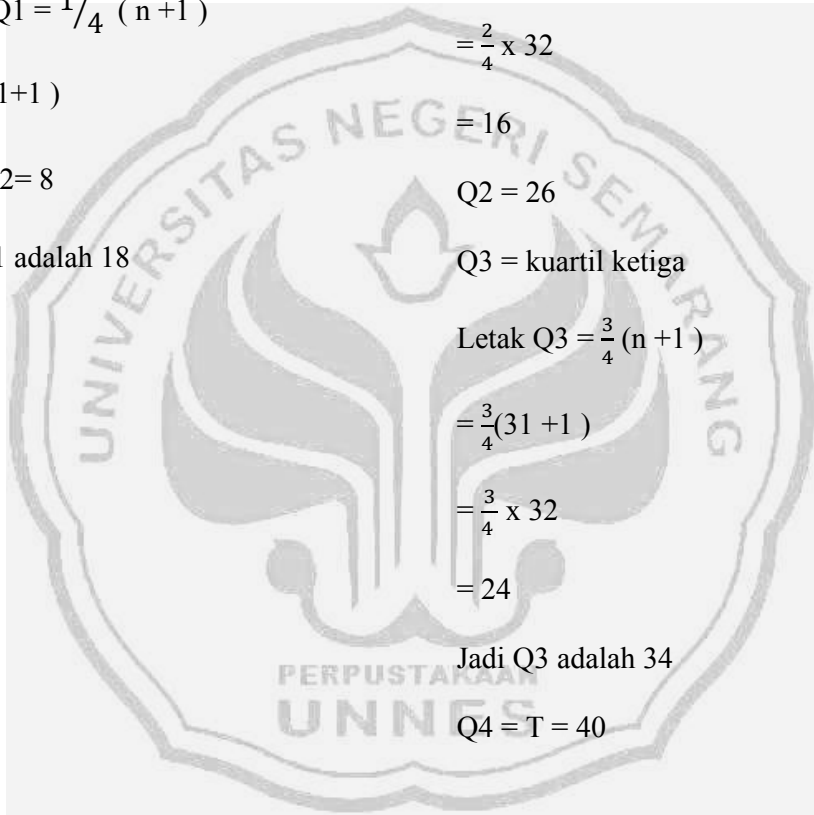 Q1 = 1/4 ( n +1 )
1+1 )
2= 8
adalah 18
= 2/4 x 32
= 16
Q2 = 26
Q3 = kuartil ketiga
Letak Q3 = 3/4 (n +1 )
= 3/4(31 +1 )
= 3/4 x 32
= 24
Jadi Q3 adalah 34
Q4 = T = 40
UNIVERSITAS NEGERI SEMARANG
PERPUSTAKAAN
UNNES